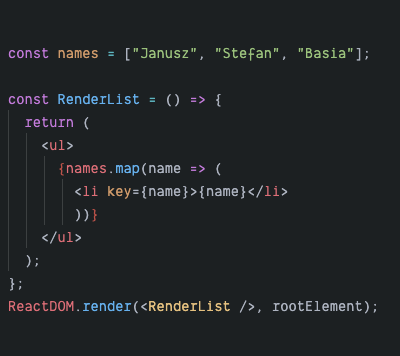 const names = ["Janusz", "Stefan", "Basia"];
const RenderList = () => {
return (
<ul>
{names.map(name => (
<li key={name}>{name}</li>
))}
</ul>
);
};
ReactDOM.render(<RenderList />, rootElement);